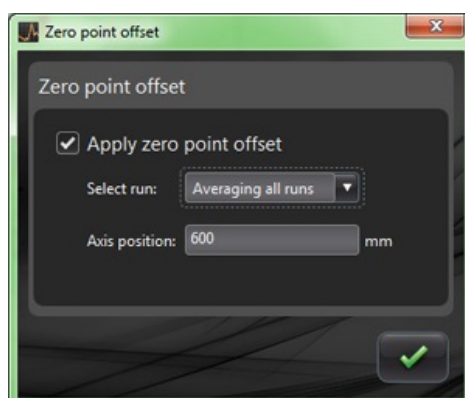 Zero point offset
Zero point offset
Apply zero point offset
Select run: Averaging all runs
Axis position: 600 mm